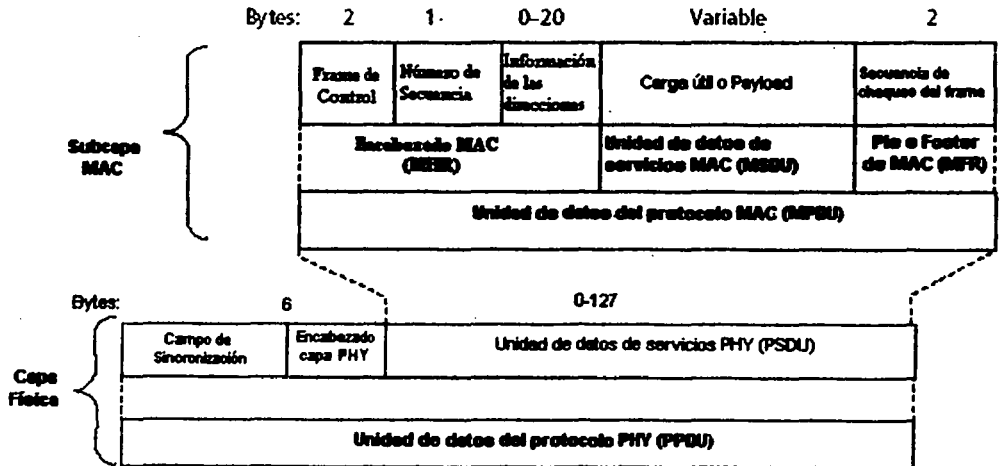 Bytes: 2 1 0–20 Variable 2
Frame de Control
Número de Secuencia
Información de las direcciones
Carga útil o Payload
Secuencia de chequeo del frame
Subcapa MAC
Encabezado MAC (MHR)
Unidad de datos de servicios MAC (MSDU)
Pie o Footer de MAC (MFR)
Unidad de datos del protocolo MAC (MPDU)
Bytes: 6 0-127
Campo de Sincronización
Encabezado capa PHY
Unidad de datos de servicios PHY (PSDU)
Capa Física
Unidad de datos del protocolo PHY (PPDU)